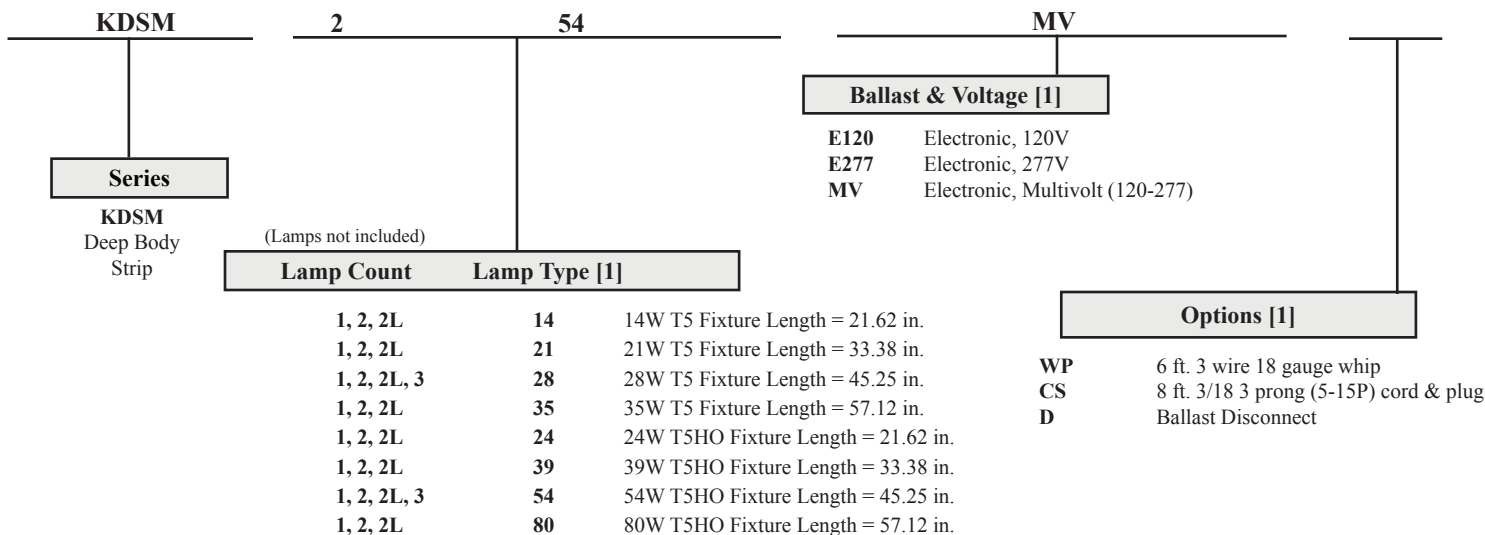 KDSM 2 54 MV
Series
KDSM
Deep Body
Strip
(Lamps not included)
Lamp Count Lamp Type [1]
1, 2, 2L 14 14W T5 Fixture Length = 21.62 in.
1, 2, 2L 21 21W T5 Fixture Length = 33.38 in.
1, 2, 2L, 3 28 28W T5 Fixture Length = 45.25 in.
1, 2, 2L 35 35W T5 Fixture Length = 57.12 in.
1, 2, 2L 24 24W T5HO Fixture Length = 21.62 in.
1, 2, 2L 39 39W T5HO Fixture Length = 33.38 in.
1, 2, 2L, 3 54 54W T5HO Fixture Length = 45.25 in.
1, 2, 2L 80 80W T5HO Fixture Length = 57.12 in.
Ballast & Voltage [1]
E120 Electronic, 120V
E277 Electronic, 277V
MV Electronic, Multivolt (120-277)
Options [1]
WP 6 ft. 3 wire 18 gauge whip
CS 8 ft. 3/18 3 prong (5-15P) cord & plug
D Ballast Disconnect